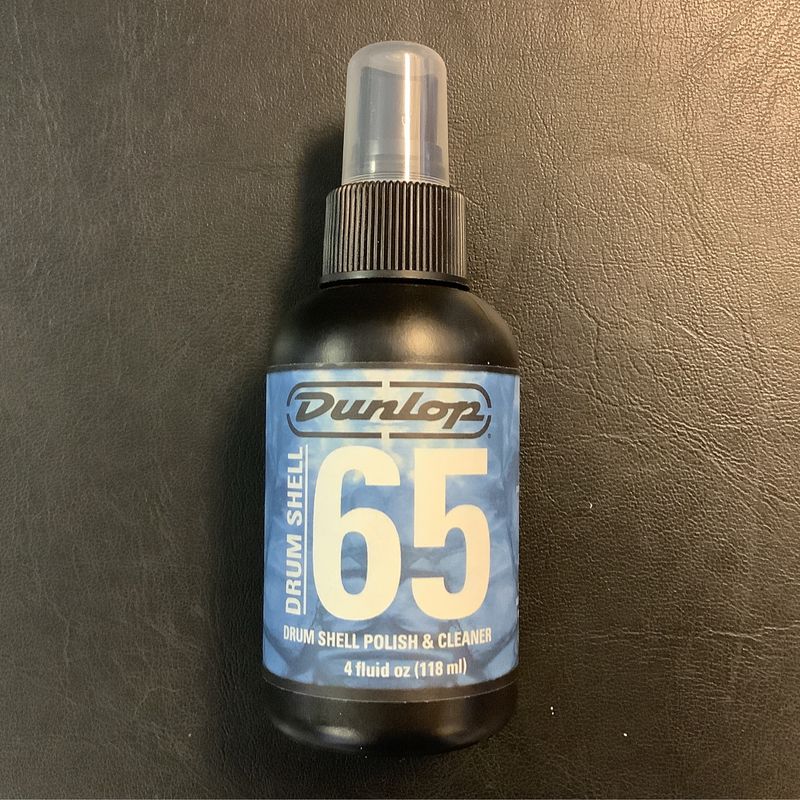 Dunlop®
DRUM SHELL
65
DRUM SHELL POLISH & CLEANER
4 fluid oz (118 ml)